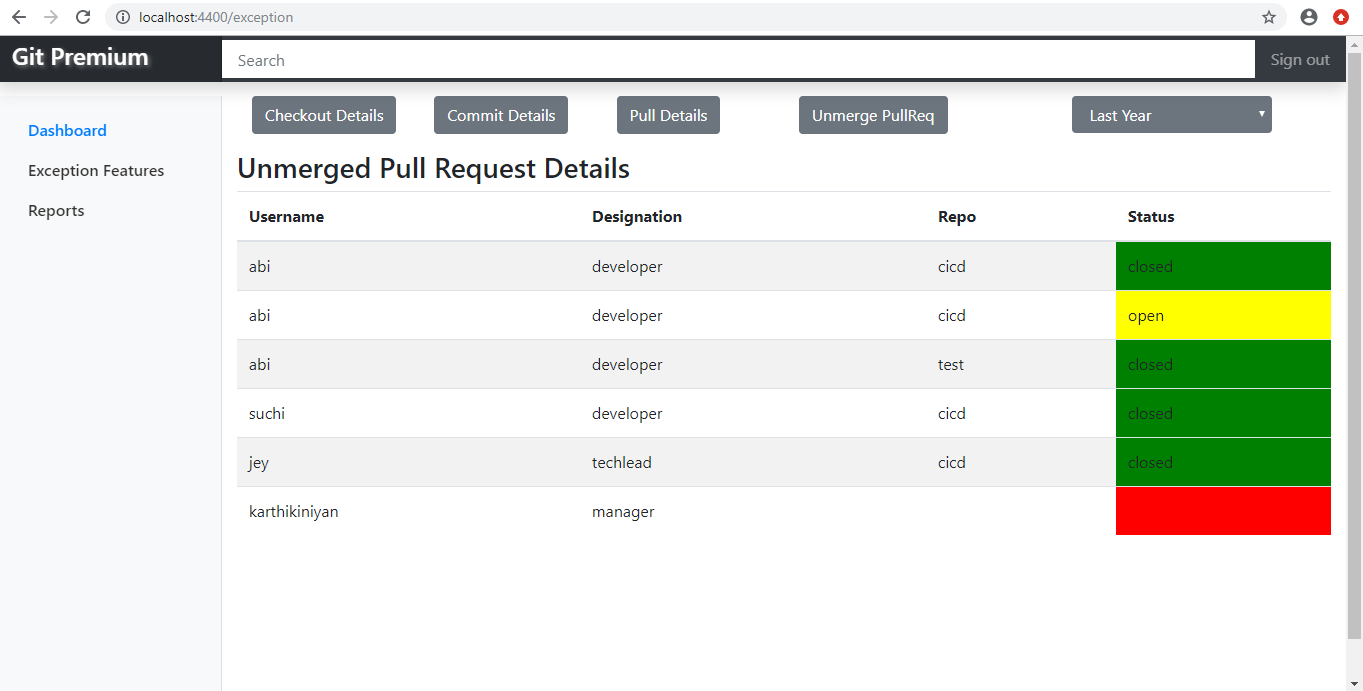 localhost:4400/exception
Git Premium Search Sign out
Checkout Details Commit Details Pull Details Unmerge PullReq Last Year
Dashboard
Exception Features
Reports
Unmerged Pull Request Details
Username Designation Repo Status
abi developer cicd closed
abi developer cicd open
abi developer test closed
suchi developer cicd closed
jey techlead cicd closed
karthikiniyan manager